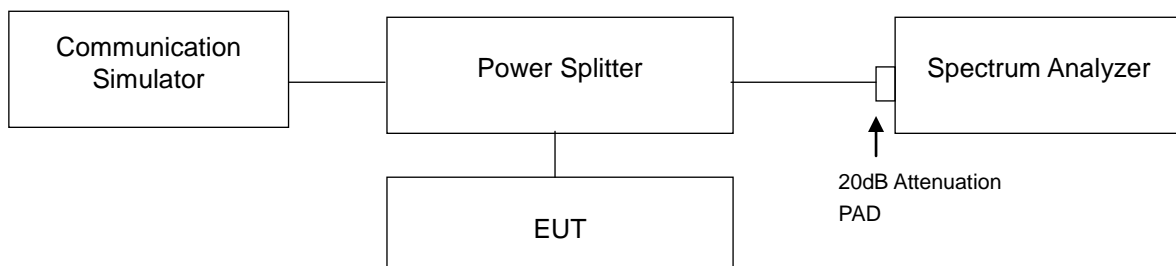 Communication
Simulator
Power Splitter
Spectrum Analyzer
20dB Attenuation
PAD
EUT